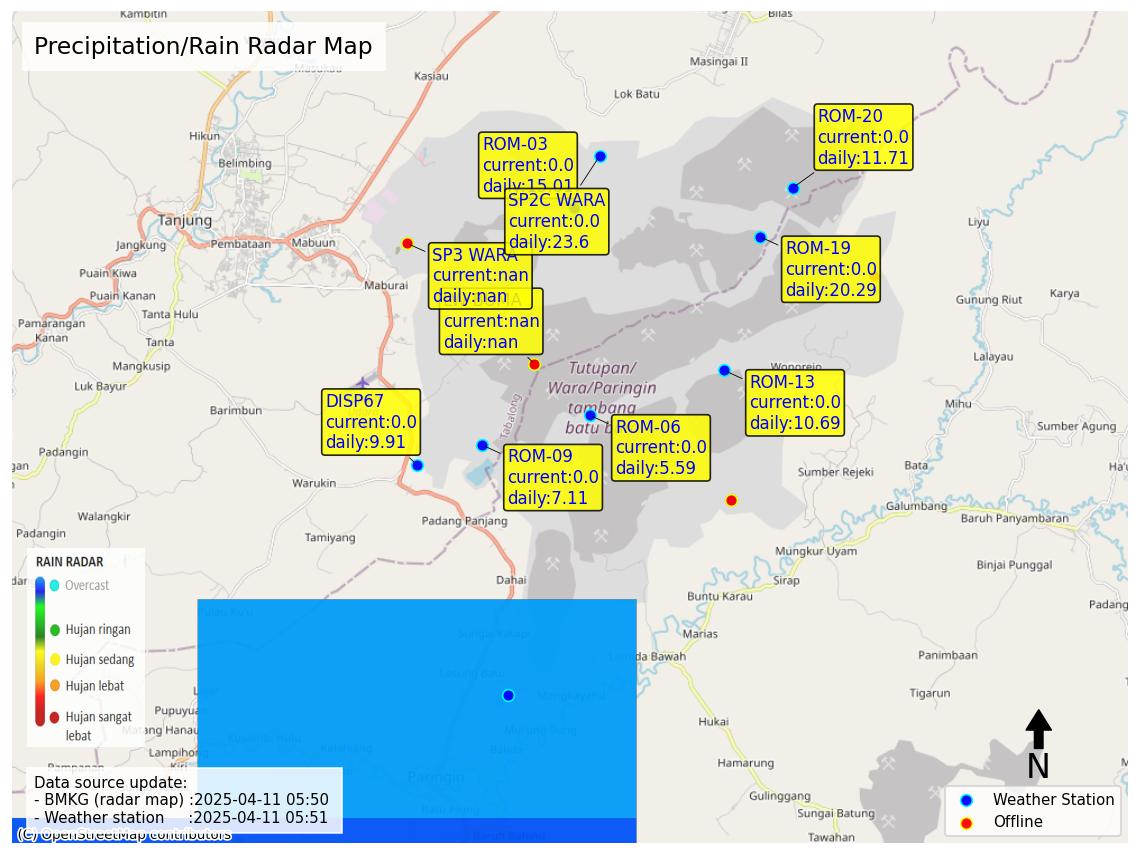 Kambitin
Bilas
Precipitation/Rain Radar Map
Masukau
Kasiau
Masingai II
Lok Batu
Hikun
Belimbing
ROM-20
current:0.0
daily:11.71
ROM-03
current:0.0
daily:15.01
SP2C WARA
current:0.0
daily:23.6
Tanjung
Jangkung
Pembataan
Mabuun
Liyu
SP3 WARA
current:nan
daily:nan
ROM-19
current:0.0
daily:20.29
Puain Kiwa
Puain Kanan
Maburai
Karya
Gunung Riut
Tanta Hulu
current:nan
daily:nan
Pamarangan
Kanan
Tanta
Mangkusip
Lalayau
Tutupan/
Wara/Paringin
tambang
batu b
Wonorejo
Luk Bayur
Barimbun
Tabalong
ROM-13
current:0.0
daily:10.69
Mihu
DISP67
current:0.0
daily:9.91
ROM-06
current:0.0
daily:5.59
Sumber Agung
ROM-09
current:0.0
daily:7.11
Sumber Rejeki
Bata
Warukin
Galumbang
Baruh Panyambaran
Walangkir
Padangin
Padang Panjang
Tamiyang
Mungkur Uyam
Binjai Punggal
Sirap
Dahai
Buntu Karau
Padang
RAIN RADAR
Overcast
Hujan ringan
Hujan sedang
Hujan lebat
Hujan sangat
lebat
Marias
Lamida Bawah
Panimbaan
Tigarun
Mangkayahu
Murung Bung
Pupuyuan
Matang Hanau
Lampihong
Kiri
Hukai
Hamarung
Paringin
Gulinggang
Sungai Batung
Tawahan
N
Data source update:
- BMKG (radar map) :2025-04-11 05:50
- Weather station :2025-04-11 05:51
(C) OpenStreetMap contributors
Weather Station
Offline